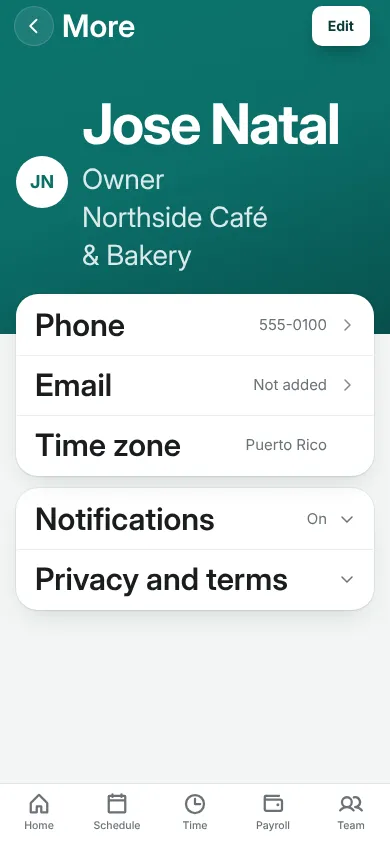 More
Edit
Jose Natal
JN
Owner
Northside Café
& Bakery
Phone
555-0100
Email
Not added
Time zone
Puerto Rico
Notifications
On
Privacy and terms
Home
Schedule
Time
Payroll
Team